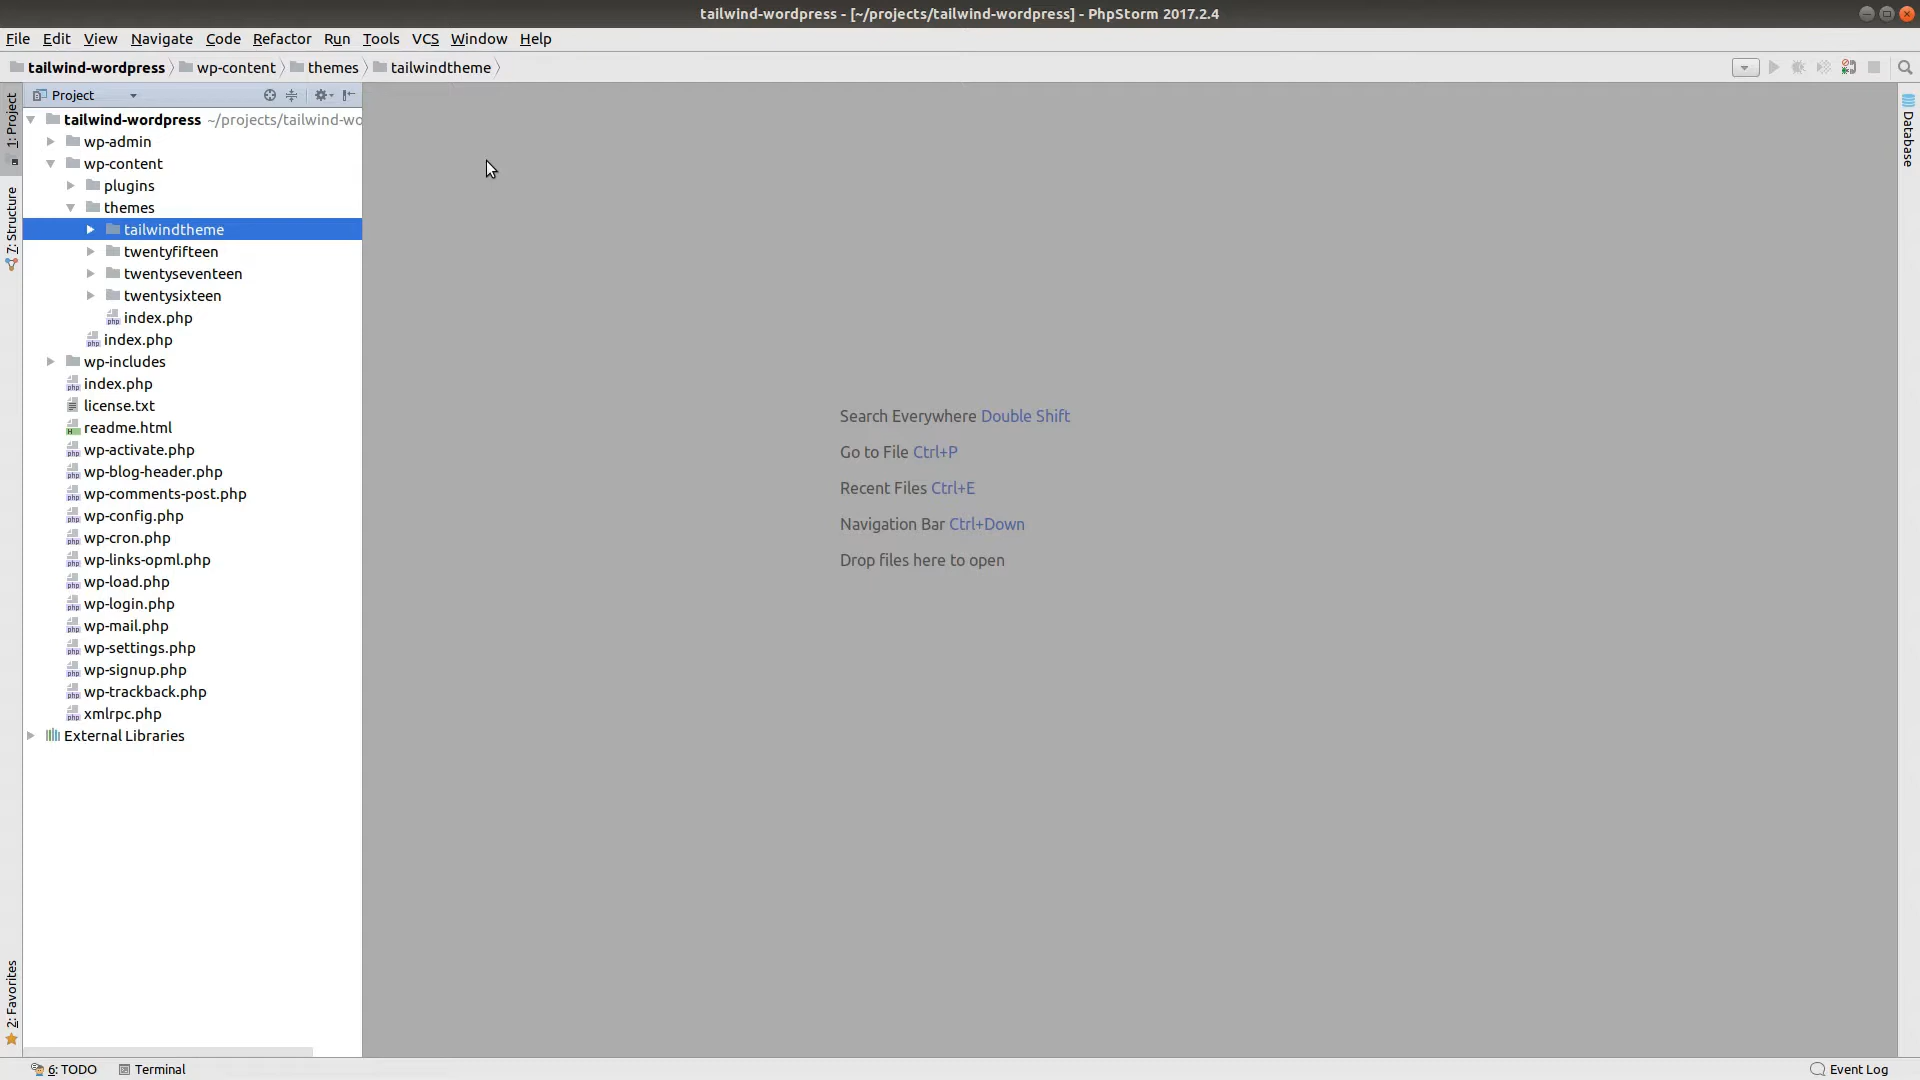 tailwind-wordpress - [~/projects/tailwind-wordpress] - PhpStorm 2017.2.4
File Edit View Navigate Code Refactor Run Tools VCS Window Help
tailwind-wordpress wp-content themes tailwindtheme
1: Project
7: Structure
2: Favorites
Project
tailwind-wordpress ~/projects/tailwind-wo
wp-admin
wp-content
plugins
themes
tailwindtheme
twentyfifteen
twentyseventeen
twentysixteen
index.php
index.php
wp-includes
index.php
license.txt
readme.html
wp-activate.php
wp-blog-header.php
wp-comments-post.php
wp-config.php
wp-cron.php
wp-links-opml.php
wp-load.php
wp-login.php
wp-mail.php
wp-settings.php
wp-signup.php
wp-trackback.php
xmlrpc.php
External Libraries
Search Everywhere Double Shift
Go to File Ctrl+P
Recent Files Ctrl+E
Navigation Bar Ctrl+Down
Drop files here to open
Database
6: TODO Terminal
Event Log